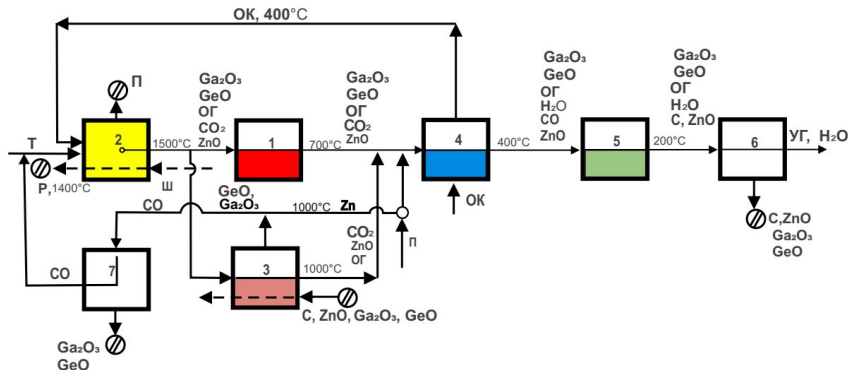 ОК, 400°С
П
Т
2
1500°С
Ga₂O₃
GeO
ОГ
CO₂
ZnO
1
700°С
Ga₂O₃
GeO
ОГ
CO₂
ZnO
4
400°С
Ga₂O₃
GeO
ОГ
H₂O
CO
ZnO
5
200°С
Ga₂O₃
GeO
ОГ
H₂O
C, ZnO
6
УГ, H₂O
Р,1400°С
Ш
ОК
C,ZnO
Ga₂O₃
GeO
CO
GeO,
Ga₂O₃
1000°С
Zn
П
CO₂
ZnO
ОГ
CO
7
3
1000°С
C, ZnO, Ga₂O₃, GeO
Ga₂O₃
GeO